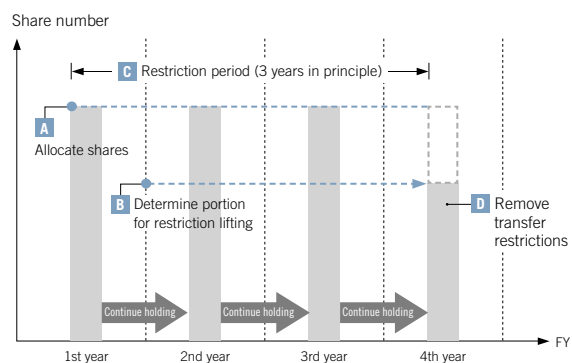 Share number
C Restriction period (3 years in principle)
A
Allocate shares
B Determine portion
for restriction lifting
D Remove
transfer
restrictions
Continue holding
Continue holding
Continue holding
FY
1st year
2nd year
3rd year
4th year